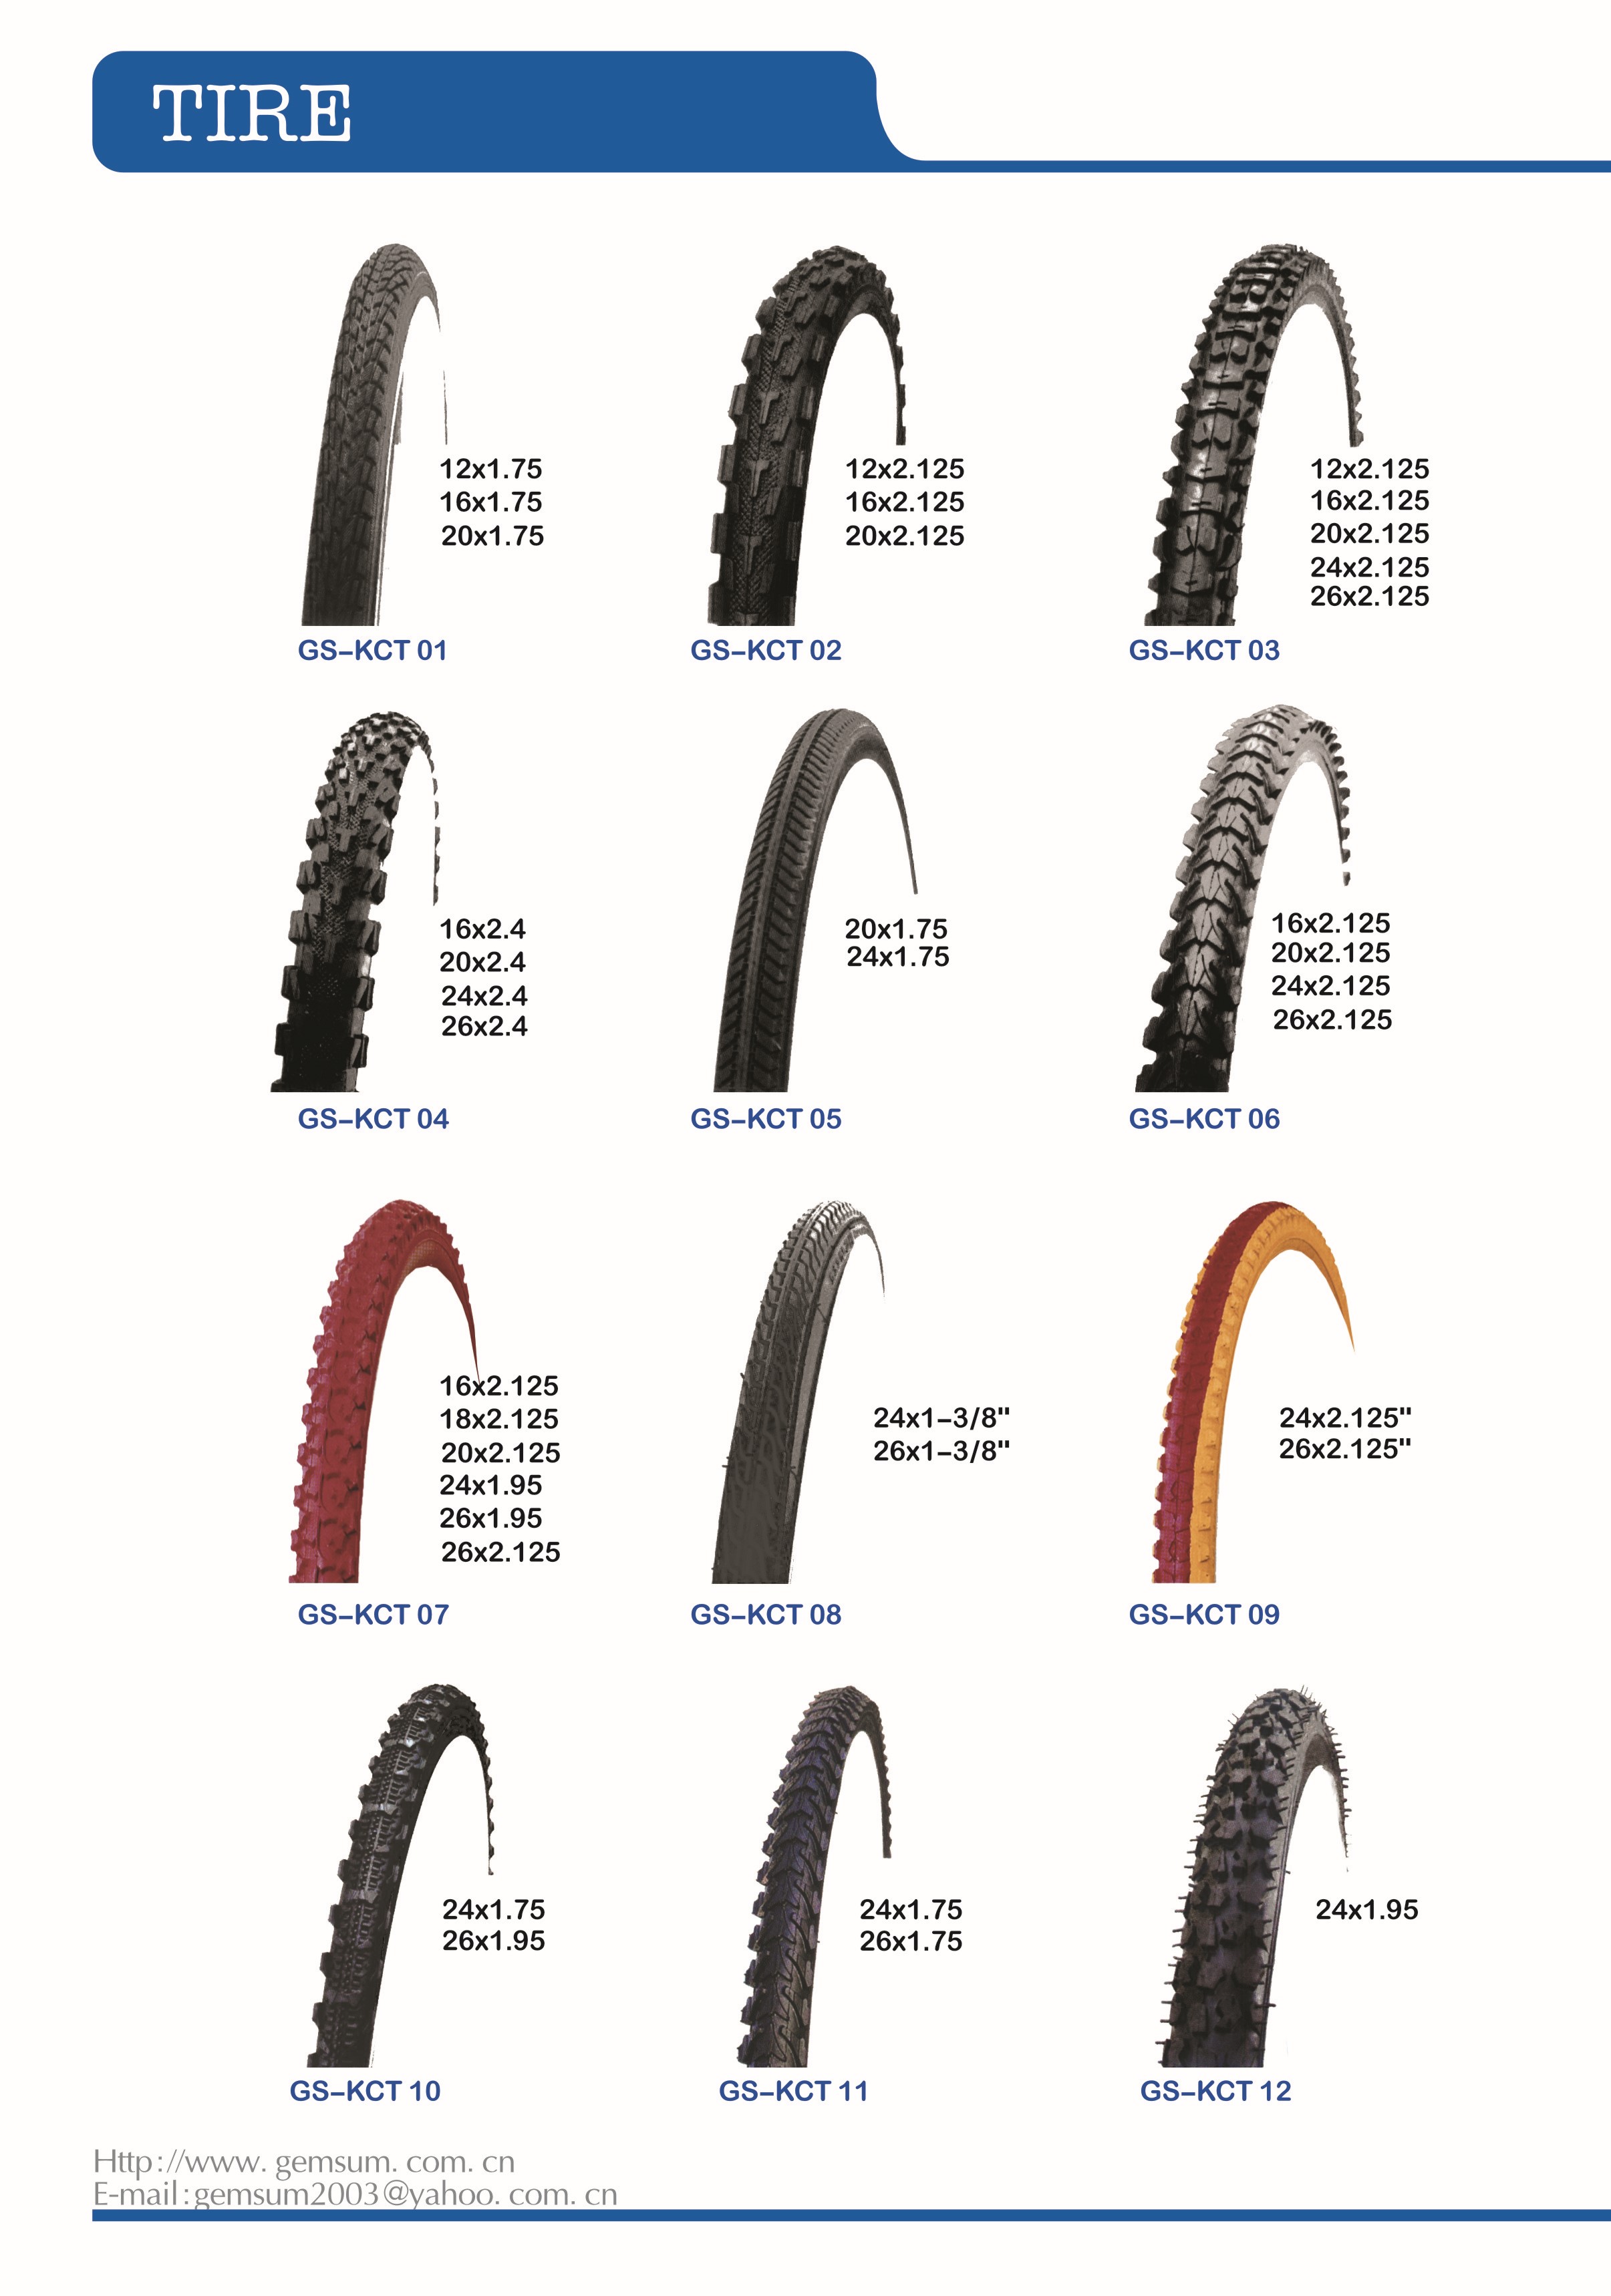 TIRE
12x1.75
16x1.75
20x1.75
GS-KCT 01
12x2.125
16x2.125
20x2.125
GS-KCT 02
12x2.125
16x2.125
20x2.125
24x2.125
26x2.125
GS-KCT 03
16x2.4
20x2.4
24x2.4
26x2.4
GS-KCT 04
20x1.75
24x1.75
GS-KCT 05
16x2.125
20x2.125
24x2.125
26x2.125
GS-KCT 06
16x2.125
18x2.125
20x2.125
24x1.95
26x1.95
26x2.125
GS-KCT 07
24x1-3/8"
26x1-3/8"
GS-KCT 08
24x2.125"
26x2.125"
GS-KCT 09
24x1.75
26x1.95
GS-KCT 10
24x1.75
26x1.75
GS-KCT 11
24x1.95
GS-KCT 12
Http://www. gemsum. com. cn
E-mail:gemsum2003@yahoo. com. cn